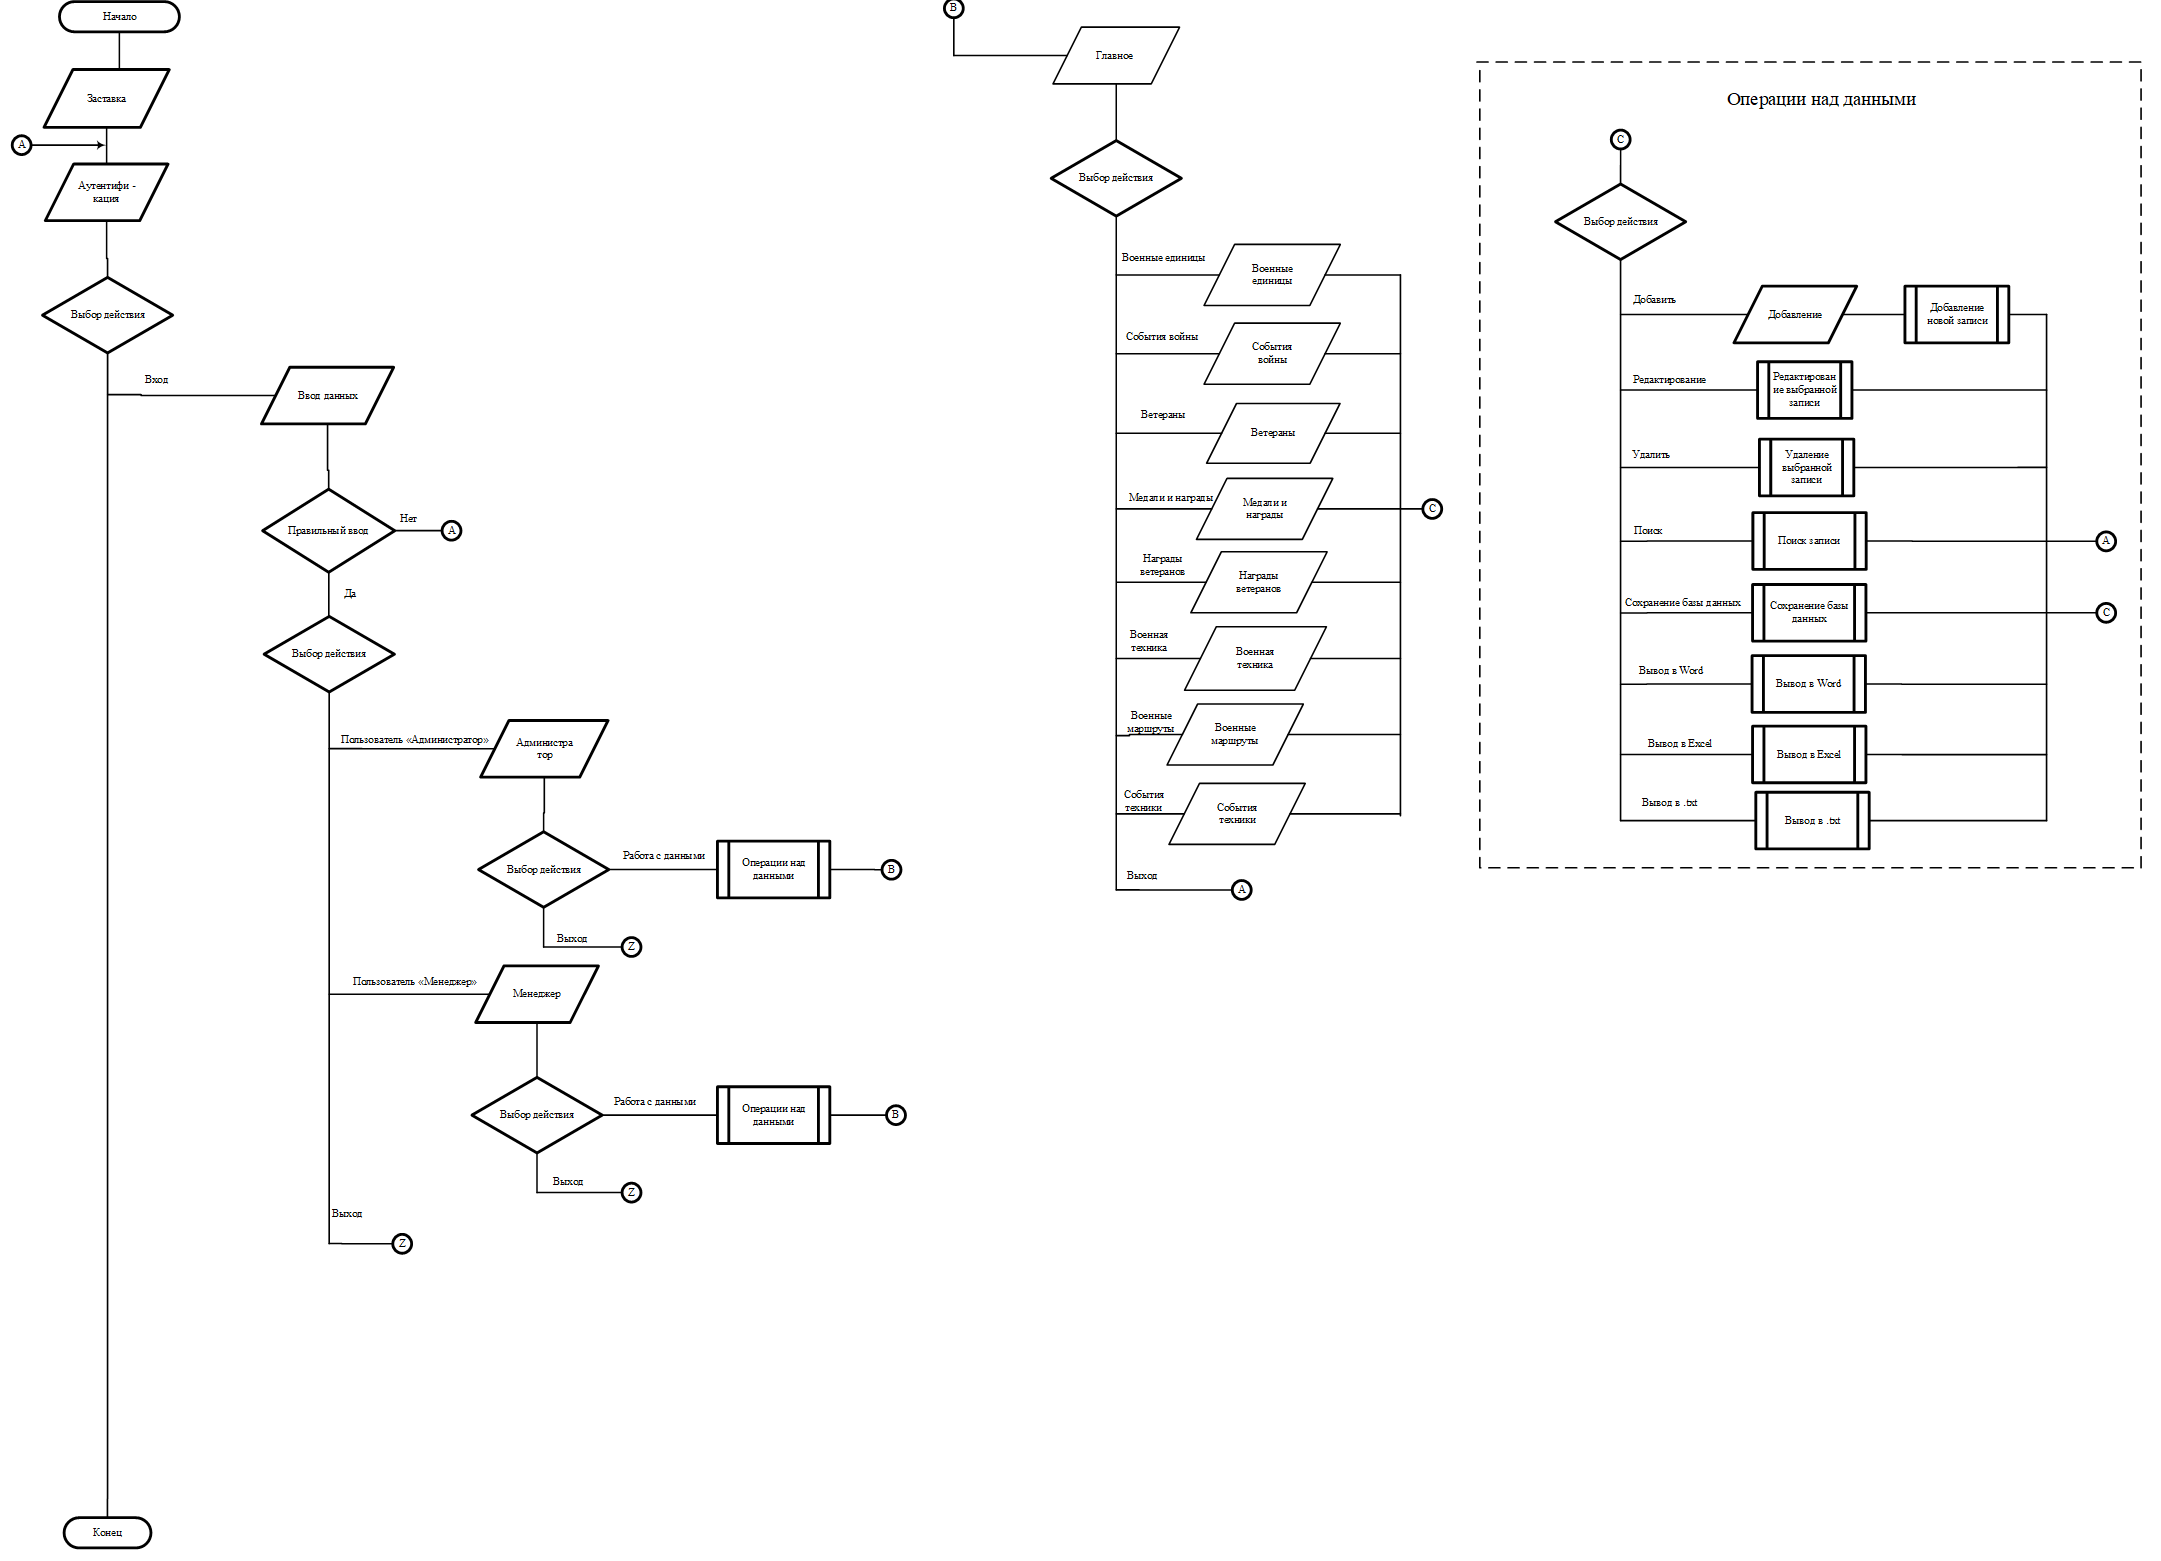 Начало
Заставка
A
Аутентифи -
кация
Выбор действия
Вход
Ввод данных
Правильный ввод
Нет
A
Да
Выбор действия
Пользователь «Администратор»
Администра
тор
Выбор действия
Работа с данными
Операции над
данными
B
Выход
Z
Пользователь «Менеджер»
Менеджер
Выбор действия
Работа с данными
Операции над
данными
B
Выход
Z
Выход
Z
Конец
B
Главное
Выбор действия
Военные единицы
Военные
единицы
События войны
События
войны
Ветераны
Ветераны
Медали и награды
Медали и
награды
C
Награды
ветеранов
Награды
ветеранов
Военная
техника
Военная
техника
Военные
маршруты
Военные
маршруты
События
техники
События
техники
Выход
A
Операции над данными
C
Выбор действия
Добавить
Добавление
Добавление
новой записи
Редактирование
Редактирован
ие выбранной
записи
Удалить
Удаление
выбранной
записи
Поиск
Поиск записи
A
Сохранение базы данных
Сохранение базы
данных
C
Вывод в Word
Вывод в Word
Вывод в Excel
Вывод в Excel
Вывод в .txt
Вывод в .txt